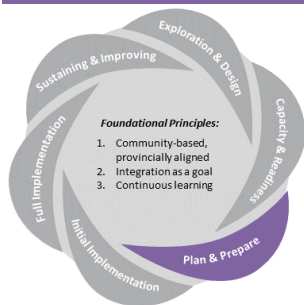 Exploration & Design
Capacity & Readiness
Plan & Prepare
Initial Implementation
Full Implementation
Sustaining & Improving
Foundational Principles:
1. Community-based,
provincially aligned
2. Integration as a goal
3. Continuous learning